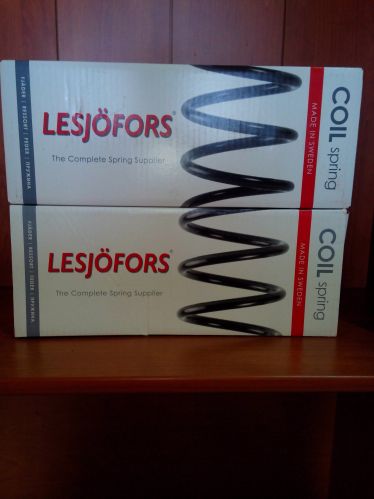 LESJÖFORS®
The Complete Spring Supplier
MADE IN SWEDEN
COIL spring
LESJÖFORS®
The Complete Spring Supplier
MADE IN SWEDEN
COIL spring